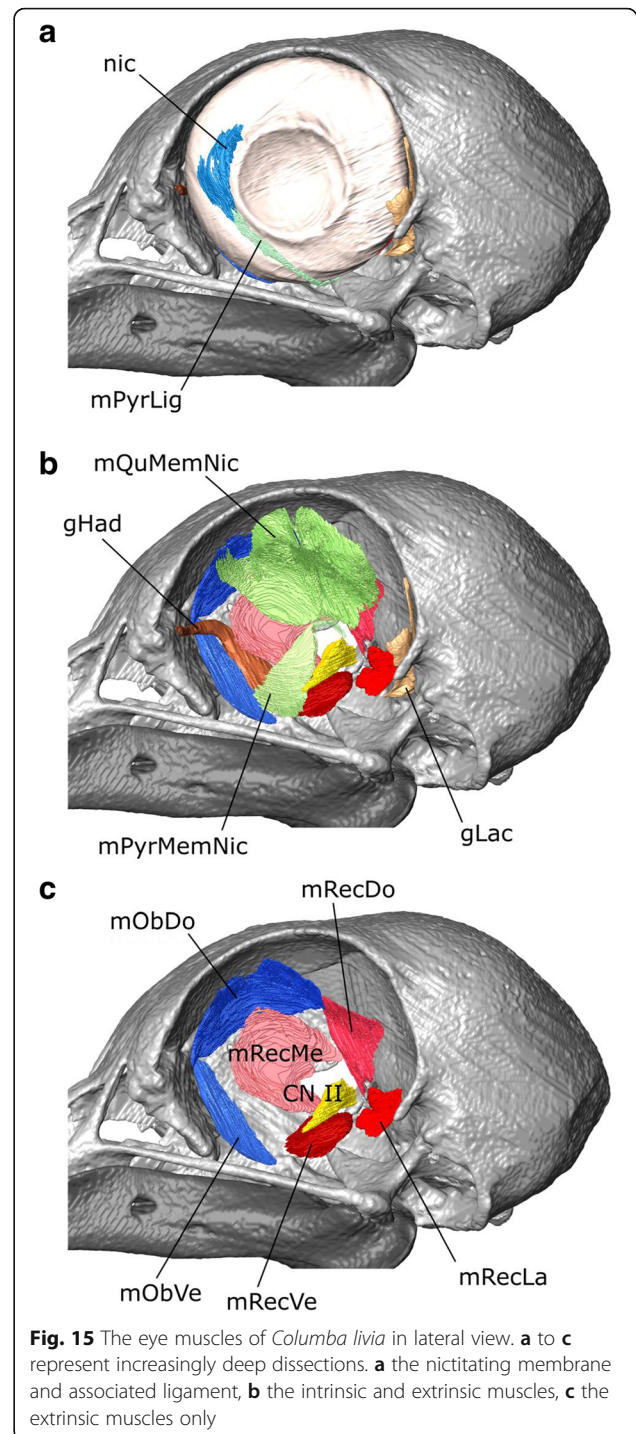 a
nic
mPyrLig
b
mQuMemNic
gHad
mPyrMemNic
gLac
c
mRecDo
mObDo
mRecMe
CN II
mObVe
mRecVe
mRecLa
Fig. 15 The eye muscles of Columba livia in lateral view. a to c
represent increasingly deep dissections. a the nictitating membrane
and associated ligament, b the intrinsic and extrinsic muscles, c the
extrinsic muscles only